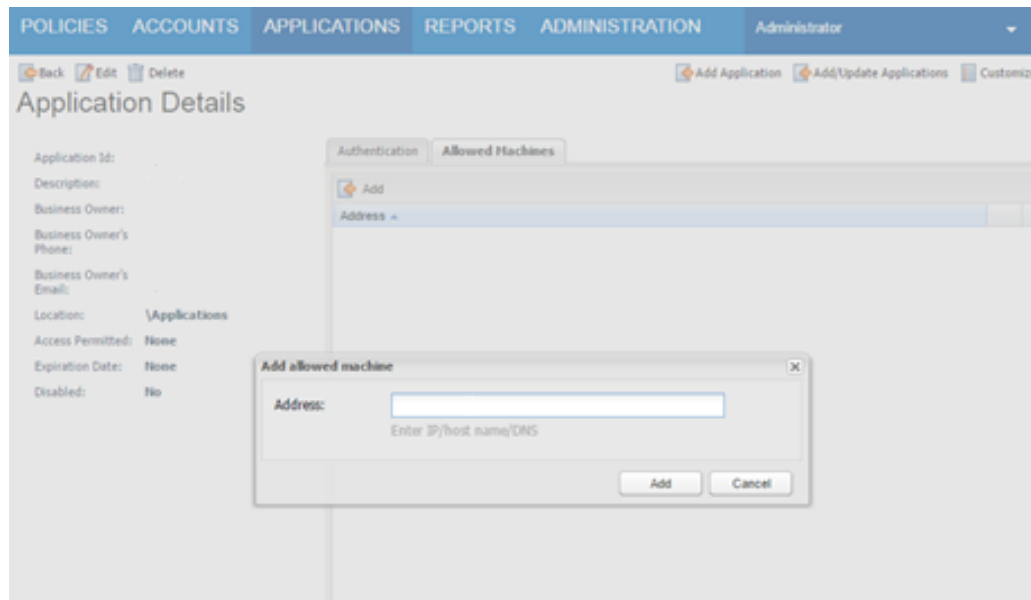 POLICIES ACCOUNTS APPLICATIONS REPORTS ADMINISTRATION Administrator
Back Edit Delete Add Application Add/Update Applications Customiz
Application Details
Authentication Allowed Machines
Application Id:
Description:
Add
Business Owner:
Address
Business Owner's
Phone:
Business Owner's
Email:
Location: \Applications
Access Permitted: None
Expiration Date: None
Disabled: No
Add allowed machine
Address:
Enter IP/host name/DNS
Add Cancel